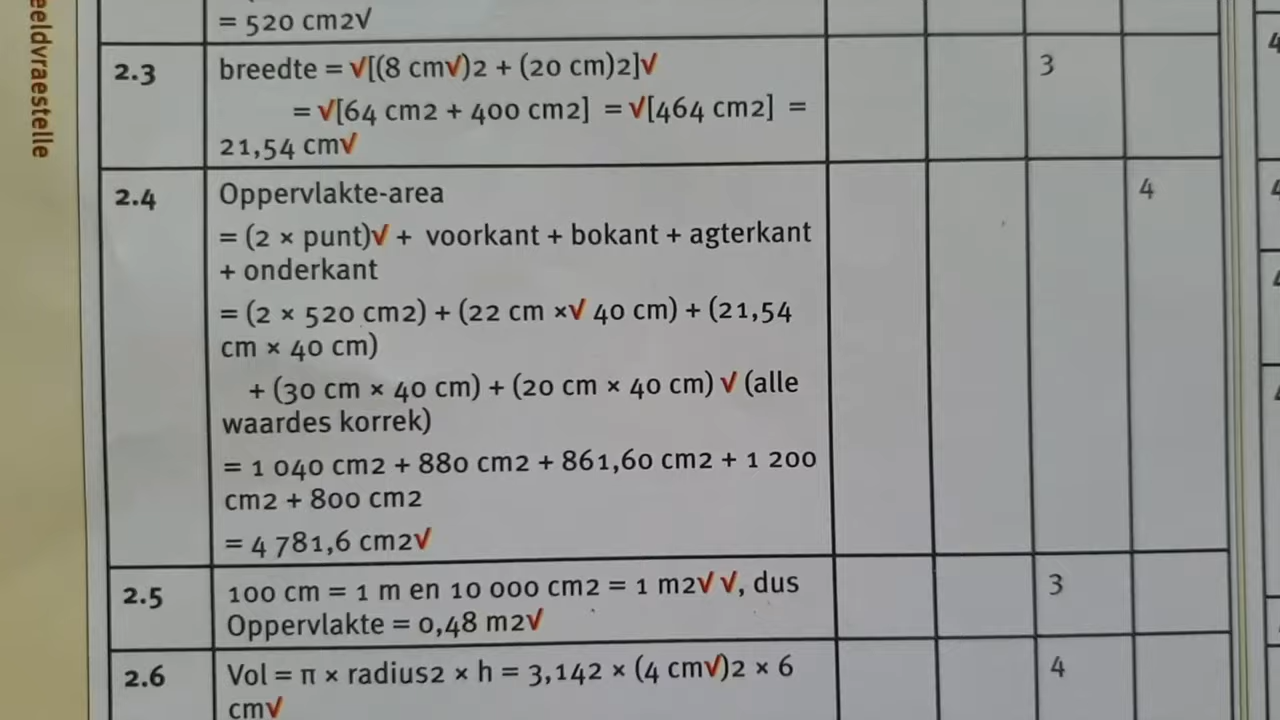 eeldvraestelle
= 520 cm2√
2.3 breedte = √[(8 cm√)2 + (20 cm)2]√ 3
= √[64 cm2 + 400 cm2] = √[464 cm2] =
21,54 cm√
2.4 Oppervlakte-area 4
= (2 × punt)√ + voorkant + bokant + agterkant
+ onderkant
= (2 × 520 cm2) + (22 cm ×√ 40 cm) + (21,54
cm × 40 cm)
+ (30 cm × 40 cm) + (20 cm × 40 cm) √ (alle
waardes korrek)
= 1 040 cm2 + 880 cm2 + 861,60 cm2 + 1 200
cm2 + 800 cm2
= 4 781,6 cm2√
2.5 100 cm = 1 m en 10 000 cm2 = 1 m2√ √, dus 3
Oppervlakte = 0,48 m2√
2.6 Vol = π × radius2 × h = 3,142 × (4 cm√)2 × 6 4
cm√